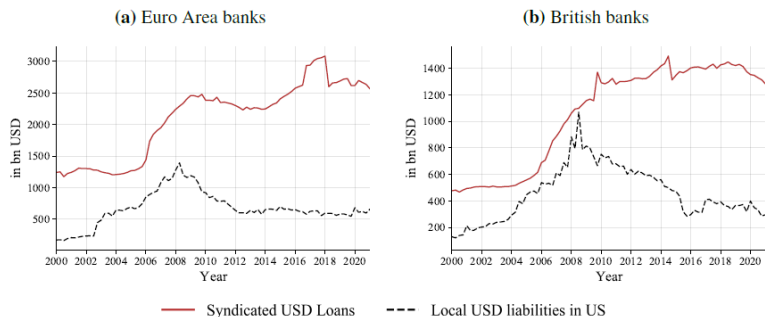 (a) Euro Area banks
(b) British banks
in bn USD
3000
2500
2000
1500
1000
500
2000 2002 2004 2006 2008 2010 2012 2014 2016 2018 2020
Year
in bn USD
1400
1200
1000
800
600
400
200
2000 2002 2004 2006 2008 2010 2012 2014 2016 2018 2020
Year
Syndicated USD Loans
Local USD liabilities in US